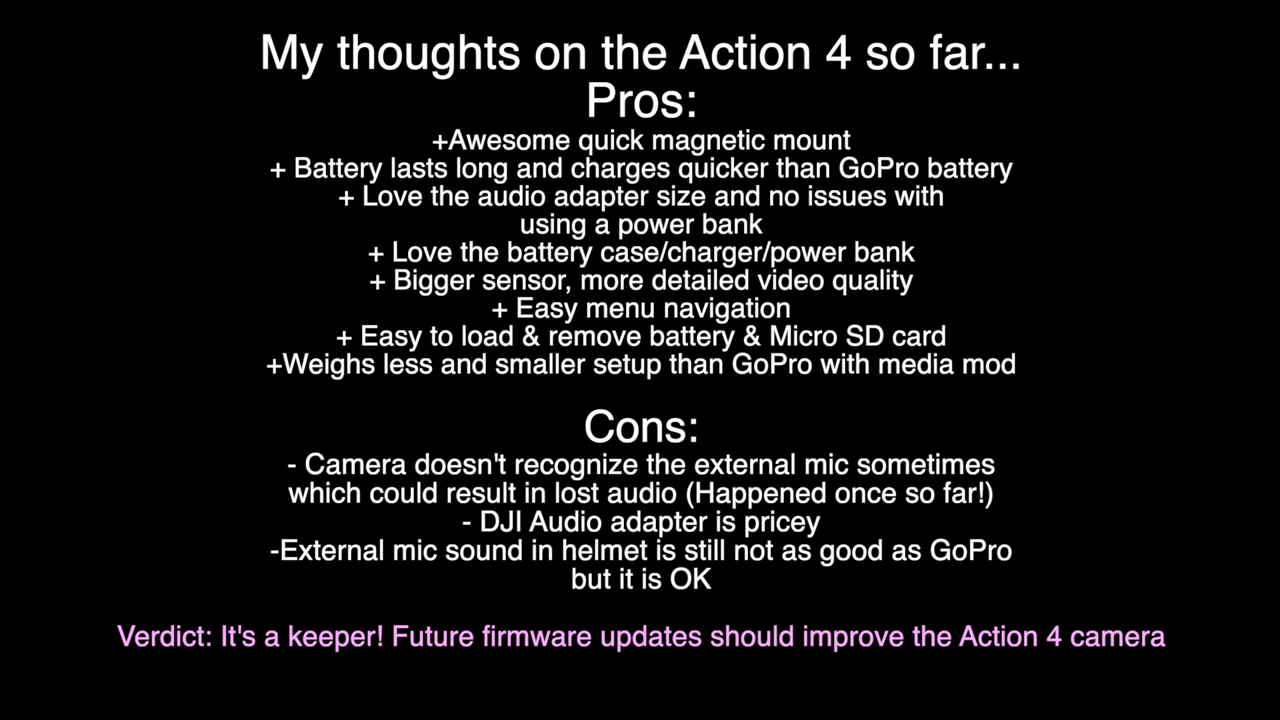 My thoughts on the Action 4 so far...
Pros:
+Awesome quick magnetic mount
+ Battery lasts long and charges quicker than GoPro battery
+ Love the audio adapter size and no issues with
using a power bank
+ Love the battery case/charger/power bank
+ Bigger sensor, more detailed video quality
+ Easy menu navigation
+ Easy to load & remove battery & Micro SD card
+Weighs less and smaller setup than GoPro with media mod
Cons:
- Camera doesn't recognize the external mic sometimes
which could result in lost audio (Happened once so far!)
- DJI Audio adapter is pricey
-External mic sound in helmet is still not as good as GoPro
but it is OK
Verdict: It's a keeper! Future firmware updates should improve the Action 4 camera